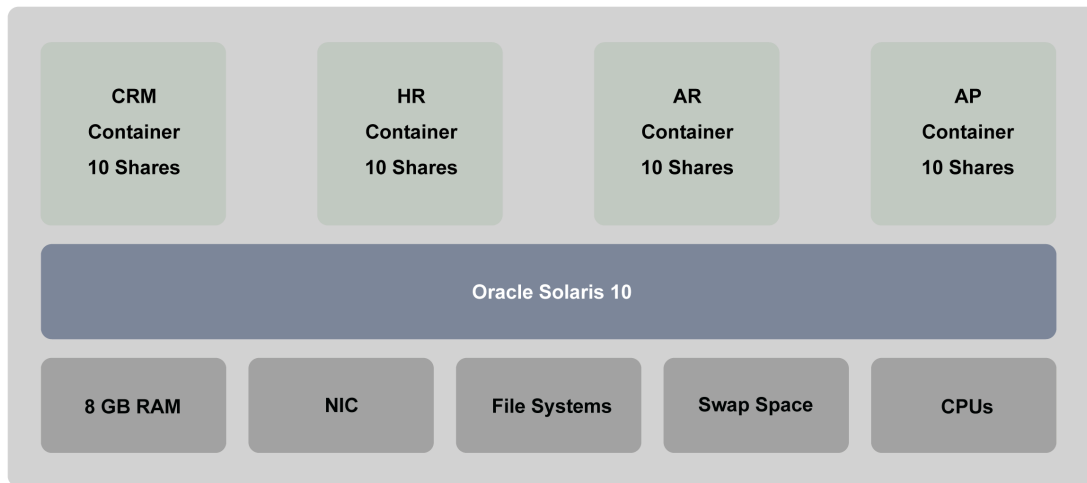 CRM
Container
10 Shares
HR
Container
10 Shares
AR
Container
10 Shares
AP
Container
10 Shares
Oracle Solaris 10
8 GB RAM
NIC
File Systems
Swap Space
CPUs